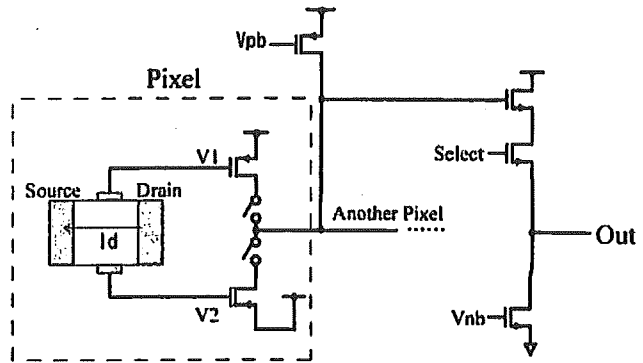 Vpb
Pixel
V1
Select
Source
Drain
Another Pixel ......
Id
Out
V2
Vnb